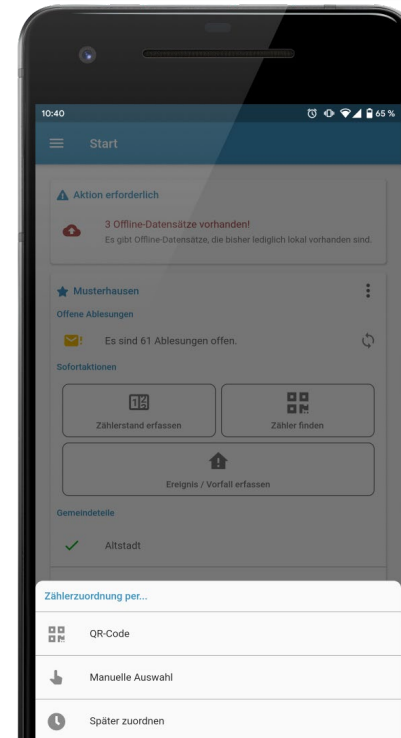 10:40
65 %
Start
Aktion erforderlich
3 Offline-Datensätze vorhanden!
Es gibt Offline-Datensätze, die bisher lediglich lokal vorhanden sind.
Musterhausen
Offene Ablesungen
Es sind 61 Ablesungen offen.
Sofortaktionen
Zählerstand erfassen
Zähler finden
Ereignis / Vorfall erfassen
Gemeindeteile
Altstadt
Zählerzuordnung per...
QR-Code
Manuelle Auswahl
Später zuordnen